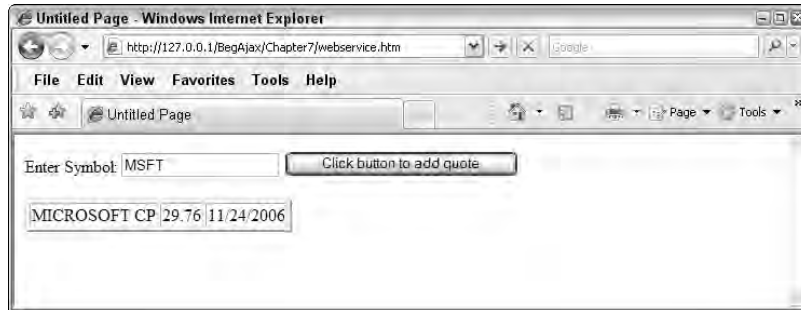 Untitled Page - Windows Internet Explorer
http://127.0.0.1/BegAjax/Chapter7/webservice.htm
Google
File Edit View Favorites Tools Help
Untitled Page
Page
Tools
Enter Symbol: MSFT
Click button to add quote
MICROSOFT CP 29.76 11/24/2006